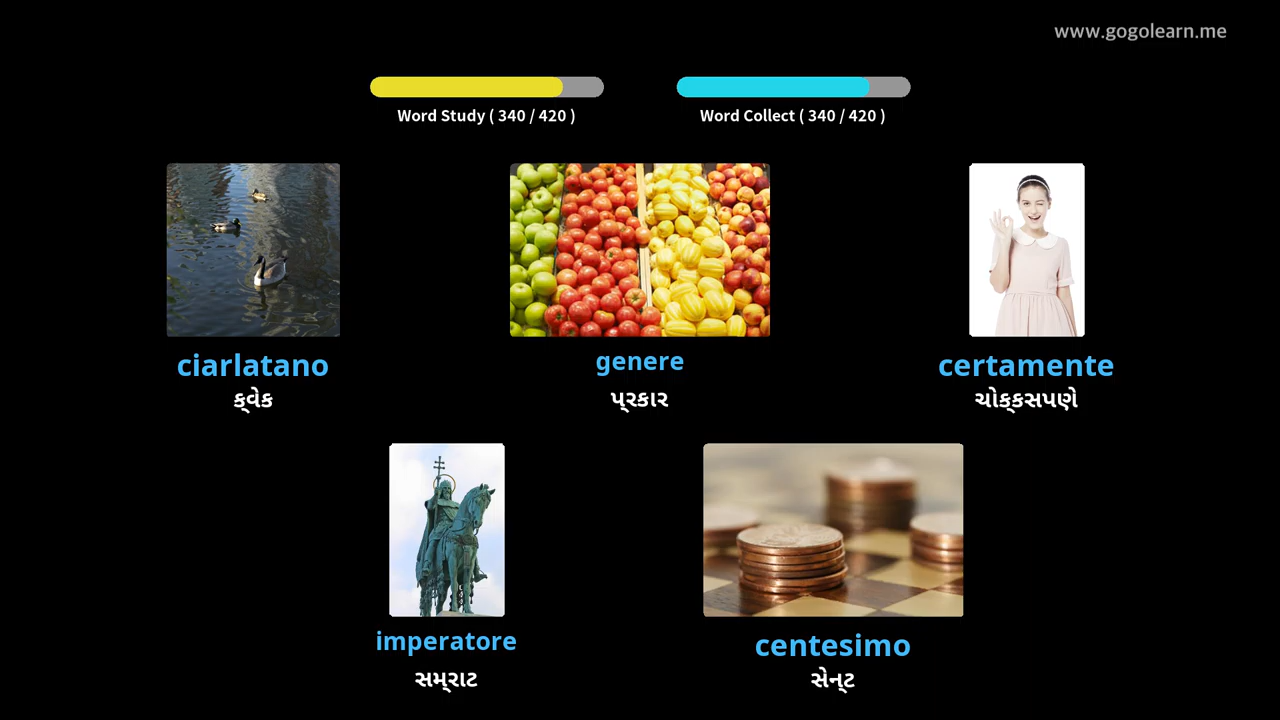 www.gogolearn.me
Word Study ( 340 / 420 )
Word Collect ( 340 / 420 )
ciarlatano
ક્વેક
genere
પ્રકાર
certamente
ચોક્કસપણે
imperatore
સમ્રાટ
centesimo
સેન્ટ